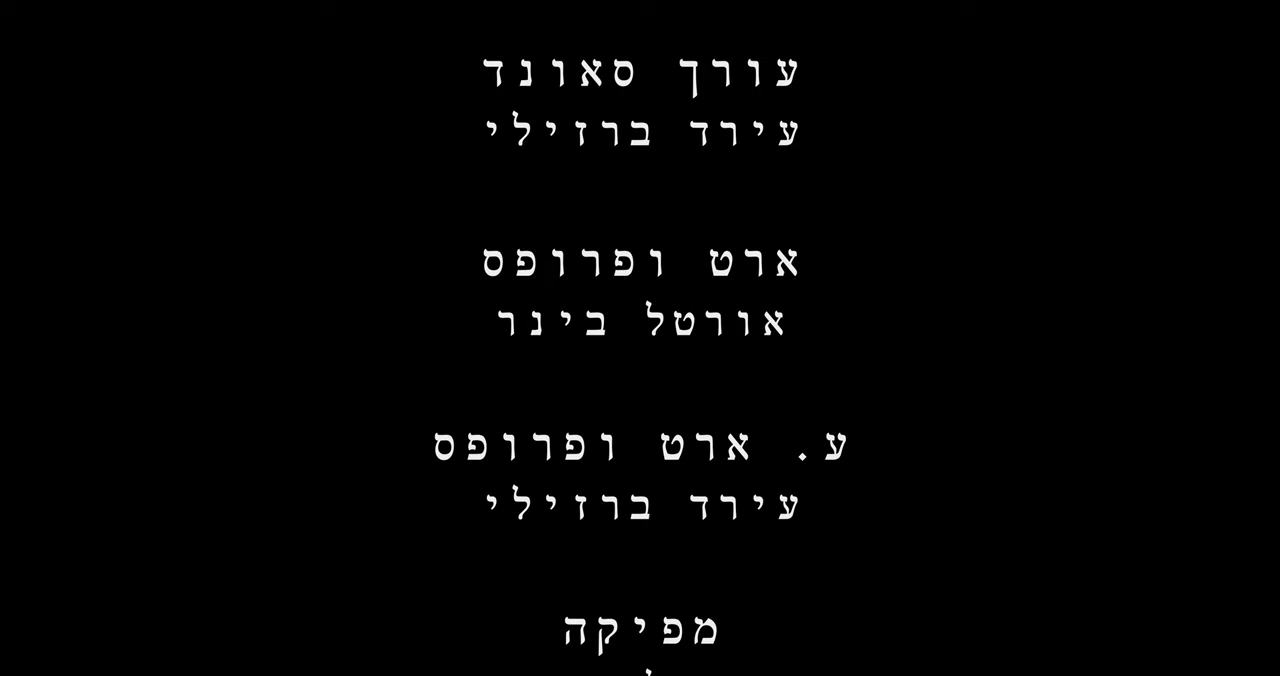 עורך סאונד
עירד ברזילי
ארט ופרופס
אורטל בינר
ע. ארט ופרופס
עירד ברזילי
מפיקה